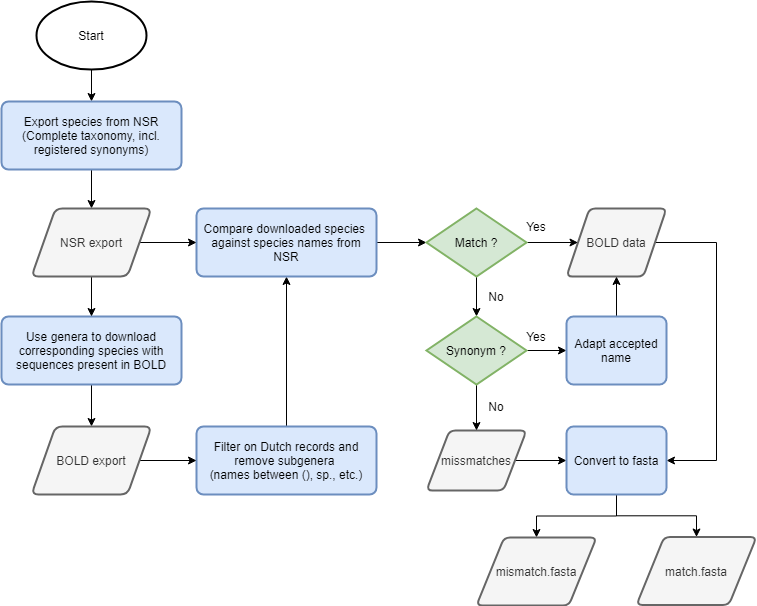 Start
Export species from NSR
(Complete taxonomy, incl.
registered synonyms)
NSR export
Compare downloaded species
against species names from
NSR
Match ?
Yes
BOLD data
No
Use genera to download
corresponding species with
sequences present in BOLD
Synonym ?
Yes
Adapt accepted
name
No
BOLD export
Filter on Dutch records and
remove subgenera
(names between (), sp., etc.)
missmatches
Convert to fasta
mismatch.fasta
match.fasta